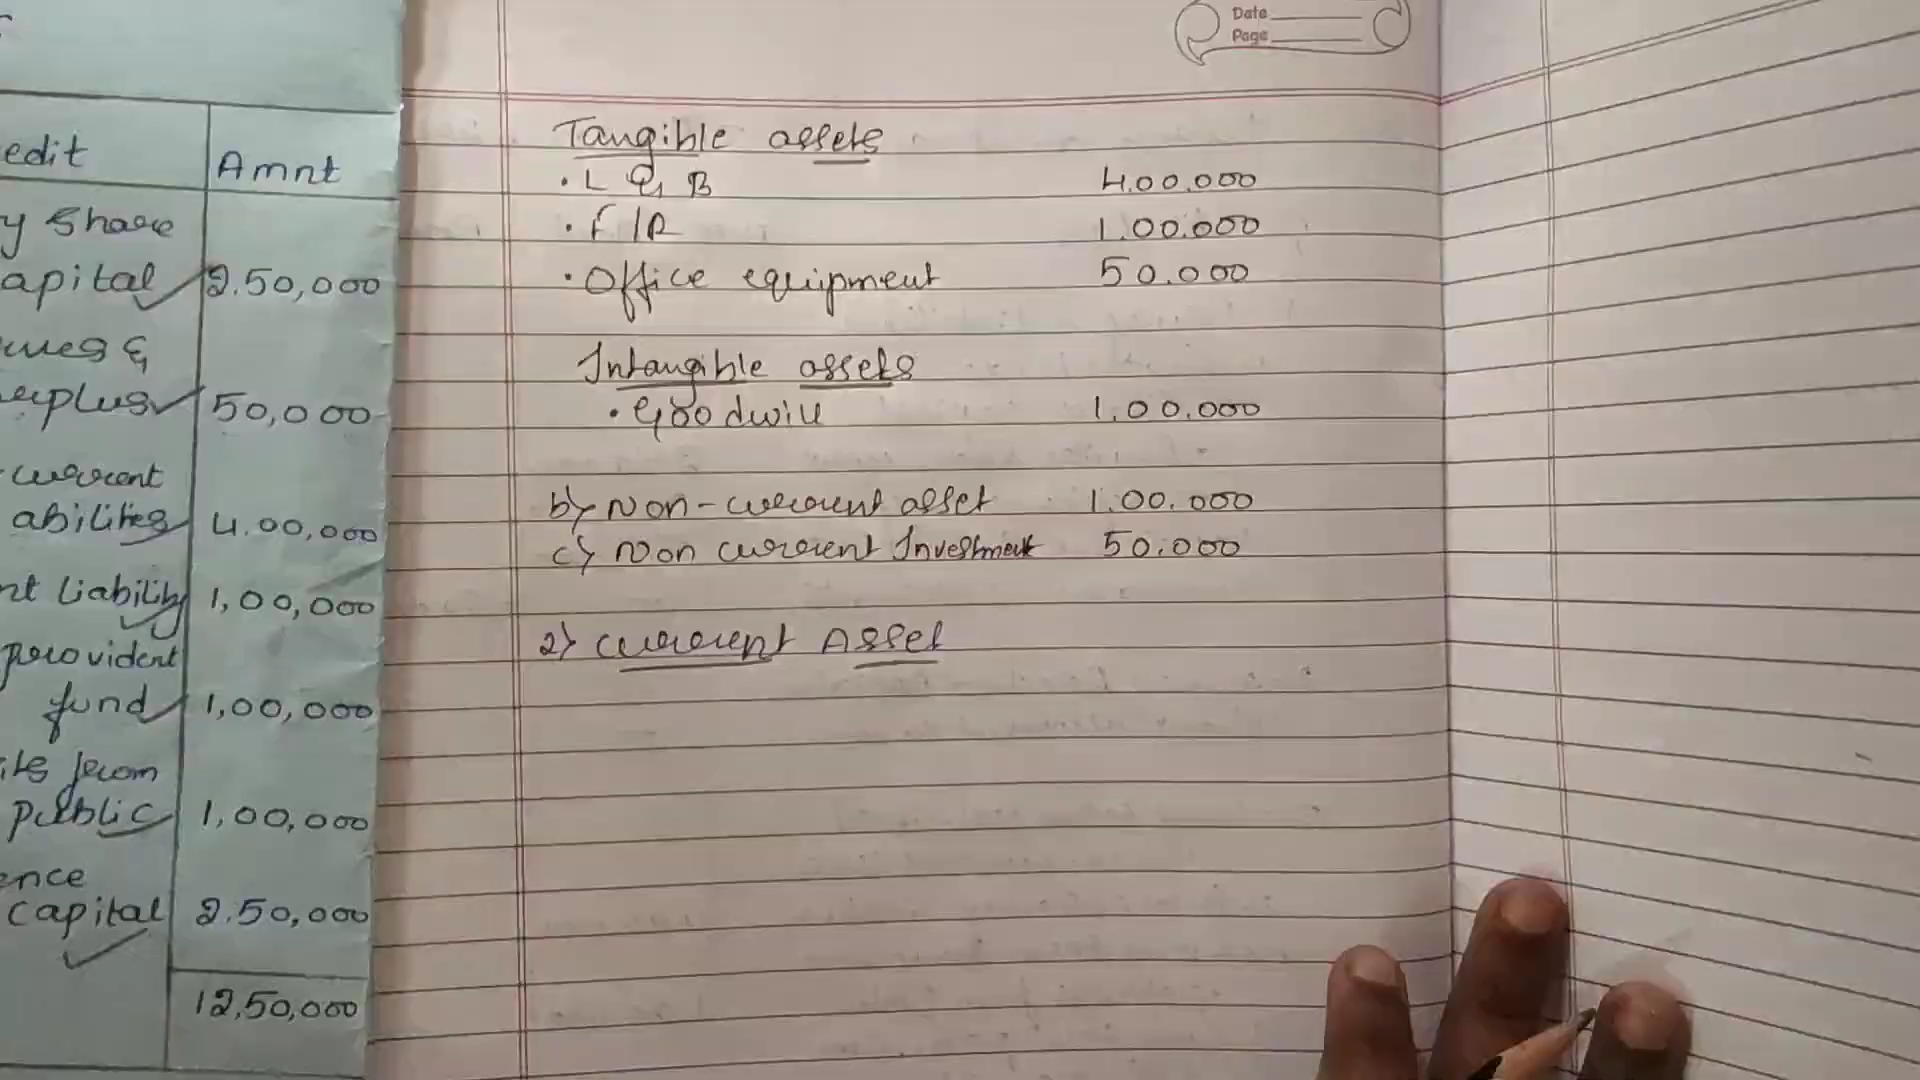 edit
Amnt
y Share
apital 2.50,000
ves &
erplus 50,000
current
abilities 4.00,000
nt Liability 1,00,000
provident
fund 1,00,000
its from
public 1,00,000
ence
capital 2.50,000
12,50,000
Date
Page
Tangible assets
• L & B 4.00.000
• F/R 1.00.000
• Office equipment 50.000
Intangible assets
• Goodwill 1.00.000
b) Non-current asset 1.00.000
c) Non current Investment 50.000
2) Current Asset